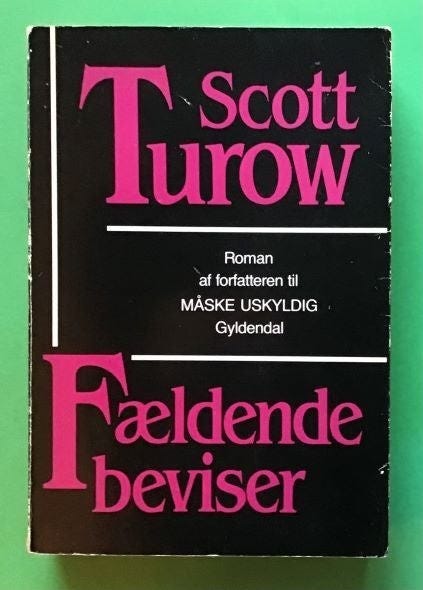 Scott
Turow
Roman
af forfatteren til
MÅSKE USKYLDIG
Gyldendal
Fældende
beviser